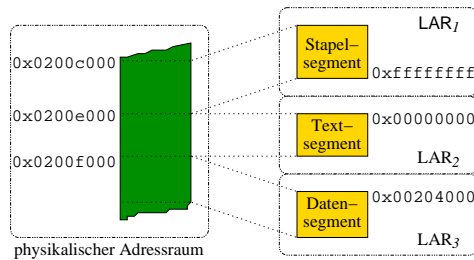 LAR1
0x0200c000
Stapel–
segment
0xffffffff
0x0200e000
Text–
segment
0x00000000
0x0200f000
LAR2
Daten–
segment
0x00204000
LAR3
physikalischer Adressraum